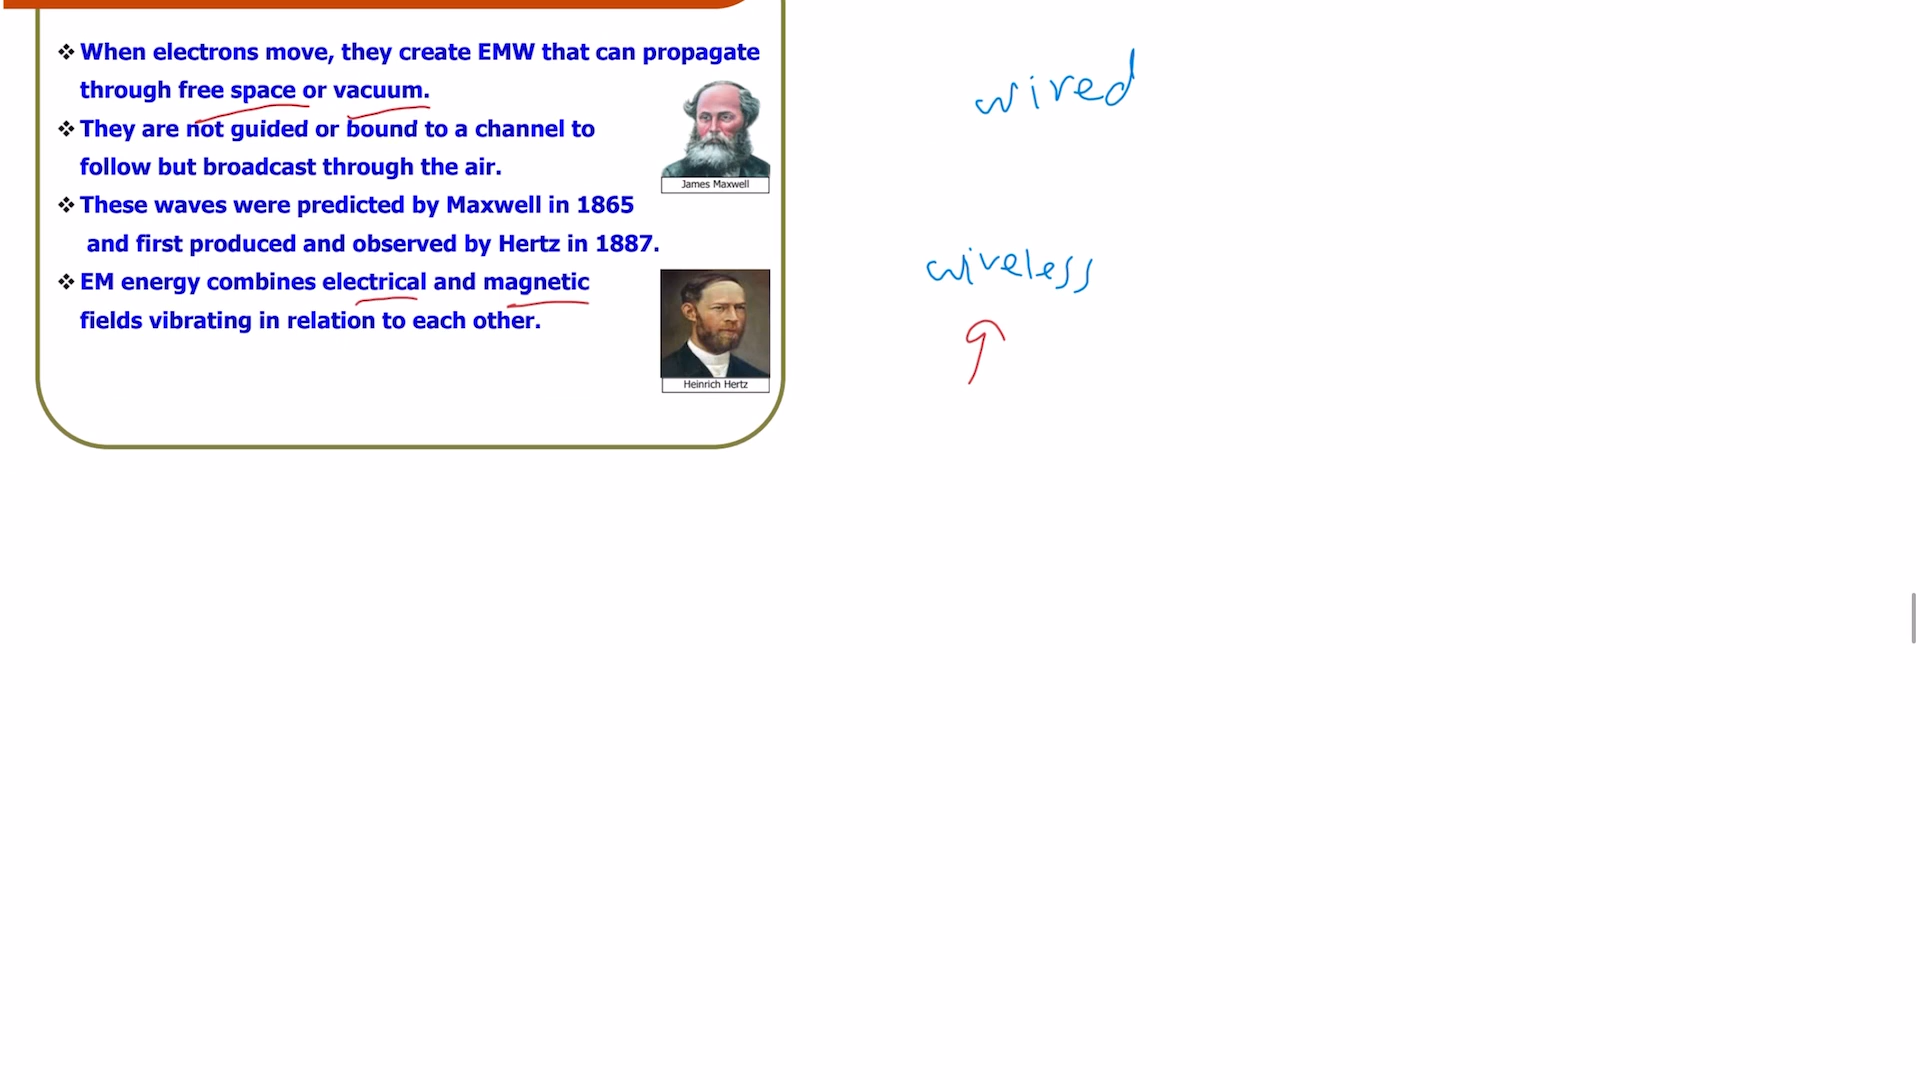 ❖ When electrons move, they create EMW that can propagate
through free space or vacuum.
❖ They are not guided or bound to a channel to
follow but broadcast through the air.
James Maxwell
❖ These waves were predicted by Maxwell in 1865
and first produced and observed by Hertz in 1887.
❖ EM energy combines electrical and magnetic
fields vibrating in relation to each other.
Heinrich Hertz
wired
wireless